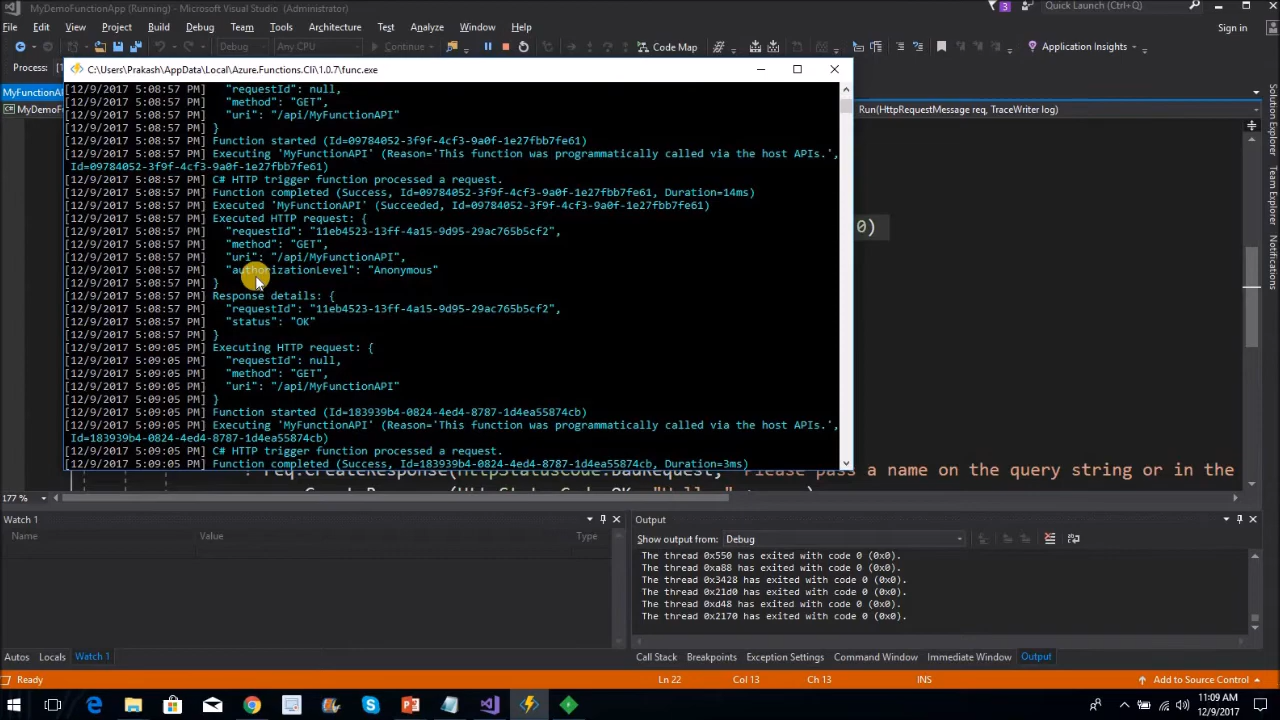 MyDemoFunctionApp (Running) - Microsoft Visual Studio (Administrator)
3
Quick Launch (Ctrl+Q)
File Edit View Project Build Debug Team Tools Architecture Test Analyze Window Help
Sign in
Debug Any CPU Continue Code Map Application Insights
Process:
C:\Users\Prakash\AppData\Local\Azure.Functions.Cli\1.0.7\func.exe
MyFunctionA
MyDemoF
Run(HttpRequestMessage req, TraceWriter log)
[12/9/2017 5:08:57 PM] "requestId": null,
[12/9/2017 5:08:57 PM] "method": "GET",
[12/9/2017 5:08:57 PM] "uri": "/api/MyFunctionAPI"
[12/9/2017 5:08:57 PM] }
[12/9/2017 5:08:57 PM] Function started (Id=09784052-3f9f-4cf3-9a0f-1e27fbb7fe61)
[12/9/2017 5:08:57 PM] Executing 'MyFunctionAPI' (Reason='This function was programmatically called via the host APIs.',
Id=09784052-3f9f-4cf3-9a0f-1e27fbb7fe61)
[12/9/2017 5:08:57 PM] C# HTTP trigger function processed a request.
[12/9/2017 5:08:57 PM] Function completed (Success, Id=09784052-3f9f-4cf3-9a0f-1e27fbb7fe61, Duration=14ms)
[12/9/2017 5:08:57 PM] Executed 'MyFunctionAPI' (Succeeded, Id=09784052-3f9f-4cf3-9a0f-1e27fbb7fe61)
[12/9/2017 5:08:57 PM] Executed HTTP request: {
[12/9/2017 5:08:57 PM] "requestId": "11eb4523-13ff-4a15-9d95-29ac765b5cf2",
[12/9/2017 5:08:57 PM] "method": "GET",
[12/9/2017 5:08:57 PM] "uri": "/api/MyFunctionAPI",
[12/9/2017 5:08:57 PM] "authorizationLevel": "Anonymous"
[12/9/2017 5:08:57 PM] }
[12/9/2017 5:08:57 PM] Response details: {
[12/9/2017 5:08:57 PM] "requestId": "11eb4523-13ff-4a15-9d95-29ac765b5cf2",
[12/9/2017 5:08:57 PM] "status": "OK"
[12/9/2017 5:08:57 PM] }
[12/9/2017 5:09:05 PM] Executing HTTP request: {
[12/9/2017 5:09:05 PM] "requestId": null,
[12/9/2017 5:09:05 PM] "method": "GET",
[12/9/2017 5:09:05 PM] "uri": "/api/MyFunctionAPI"
[12/9/2017 5:09:05 PM] }
[12/9/2017 5:09:05 PM] Function started (Id=183939b4-0824-4ed4-8787-1d4ea55874cb)
[12/9/2017 5:09:05 PM] Executing 'MyFunctionAPI' (Reason='This function was programmatically called via the host APIs.',
Id=183939b4-0824-4ed4-8787-1d4ea55874cb)
[12/9/2017 5:09:05 PM] C# HTTP trigger function processed a request.
[12/9/2017 5:09:05 PM] Function completed (Success, Id=183939b4-0824-4ed4-8787-1d4ea55874cb, Duration=3ms)
0)
Solution Explorer
Team Explorer
Notifications
: req.CreateResponse(HttpStatusCode.BadRequest, "Please pass a name on the query string or in the
177 %
Watch 1
Name Value Type
Output
Show output from: Debug
The thread 0x550 has exited with code 0 (0x0).
The thread 0xa88 has exited with code 0 (0x0).
The thread 0x3428 has exited with code 0 (0x0).
The thread 0x21d0 has exited with code 0 (0x0).
The thread 0xd48 has exited with code 0 (0x0).
The thread 0x2170 has exited with code 0 (0x0).
Autos Locals Watch 1
Call Stack Breakpoints Exception Settings Command Window Immediate Window Output
Ready Ln 22 Col 13 Ch 13 INS Add to Source Control
11:09 AM
12/9/2017